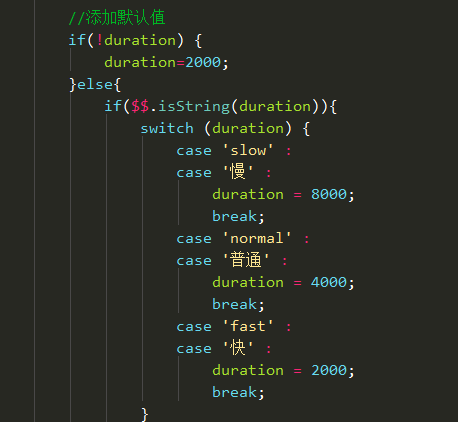 //添加默认值
if(!duration) {
duration=2000;
}else{
if($$.isString(duration)){
switch (duration) {
case 'slow' :
case '慢' :
duration = 8000;
break;
case 'normal' :
case '普通' :
duration = 4000;
break;
case 'fast' :
case '快' :
duration = 2000;
break;
}